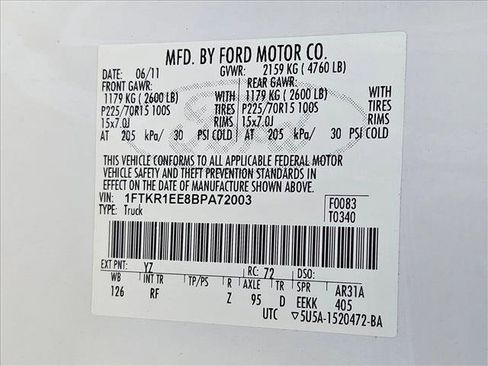 MFD. BY FORD MOTOR CO.
DATE: 06/11 GVWR: 2159 KG ( 4760 LB)
FRONT GAWR: REAR GAWR:
1179 KG ( 2600 LB) WITH 1179 KG ( 2600 LB) WITH
P225/70R15 100S TIRES P225/70R15 100S TIRES
15x7.0J RIMS 15x7.0J RIMS
AT 205 kPa/ 30 PSI COLD AT 205 kPa/ 30 PSI COLD
THIS VEHICLE CONFORMS TO ALL APPLICABLE FEDERAL MOTOR
VEHICLE SAFETY AND THEFT PREVENTION STANDARDS IN
EFFECT ON THE DATE OF MANUFACTURE SHOWN ABOVE.
VIN: 1FTKR1EE8BPA72003 F0083
TYPE: Truck T0340
EXT PNT: YZ RC: 72 DSO:
WB INT TR TP/PS R AXLE TR SPR AR31A
126 RF Z 95 D EEKK 405
UTC ▽5U5A-1520472-BA